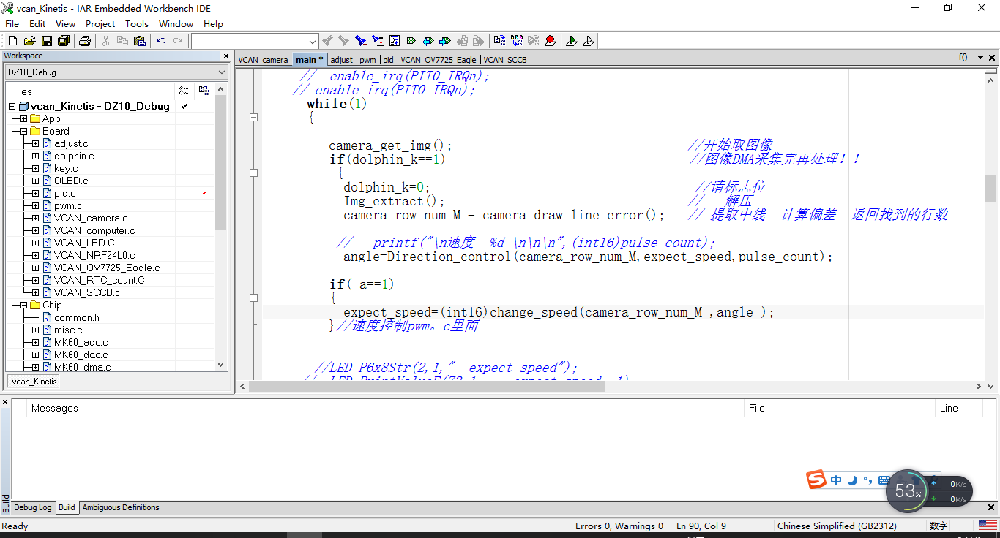 vcan_Kinetis - IAR Embedded Workbench IDE
File Edit View Project Tools Window Help
Workspace
DZ10_Debug
Files
vcan_Kinetis - DZ10_Debug
App
Board
adjust.c
dolphin.c
key.c
OLED.c
pid.c
pwm.c
VCAN_camera.c
VCAN_computer.c
VCAN_LED.C
VCAN_NRF24L0.c
VCAN_OV7725_Eagle.c
VCAN_RTC_count.C
VCAN_SCCB.c
Chip
common.h
misc.c
MK60_adc.c
MK60_dac.c
MK60_dma.c
vcan_Kinetis
VCAN_camera main * adjust pwm pid VCAN_OV7725_Eagle VCAN_SCCB f()
// enable_irq(PIT0_IRQn);
// enable_irq(PIT0_IRQn);
while(1)
{
camera_get_img(); //开始取图像
if(dolphin_k==1) //图像DMA采集完再处理！！
{
dolphin_k=0; //请标志位
Img_extract(); // 解压
camera_row_num_M = camera_draw_line_error(); // 提取中线 计算偏差 返回找到的行数
// printf("\n速度 %d \n\n\n",(int16)pulse_count);
angle=Direction_control(camera_row_num_M,expect_speed,pulse_count);
if( a==1)
{
expect_speed=(int16)change_speed(camera_row_num_M ,angle );
}//速度控制pwm。c里面
//LED_P6x8Str(2,1," expect_speed");
Messages File Line
中
53%
0K/s
0K/s
Build
Debug Log Build Ambiguous Definitions
Ready Errors 0, Warnings 0 Ln 90, Col 9 Chinese Simplified (GB2312) 数字